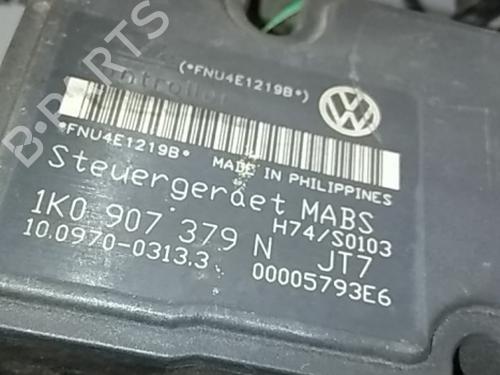 (*FNU4E1219B*)
controller
*FNU4E1219B*
MADE IN PHILIPPINES
Steuergeraet MABS
H74/S0103
1K0 907 379 N JT7
10.0970-0313.3
00005793E6
B-PARTS